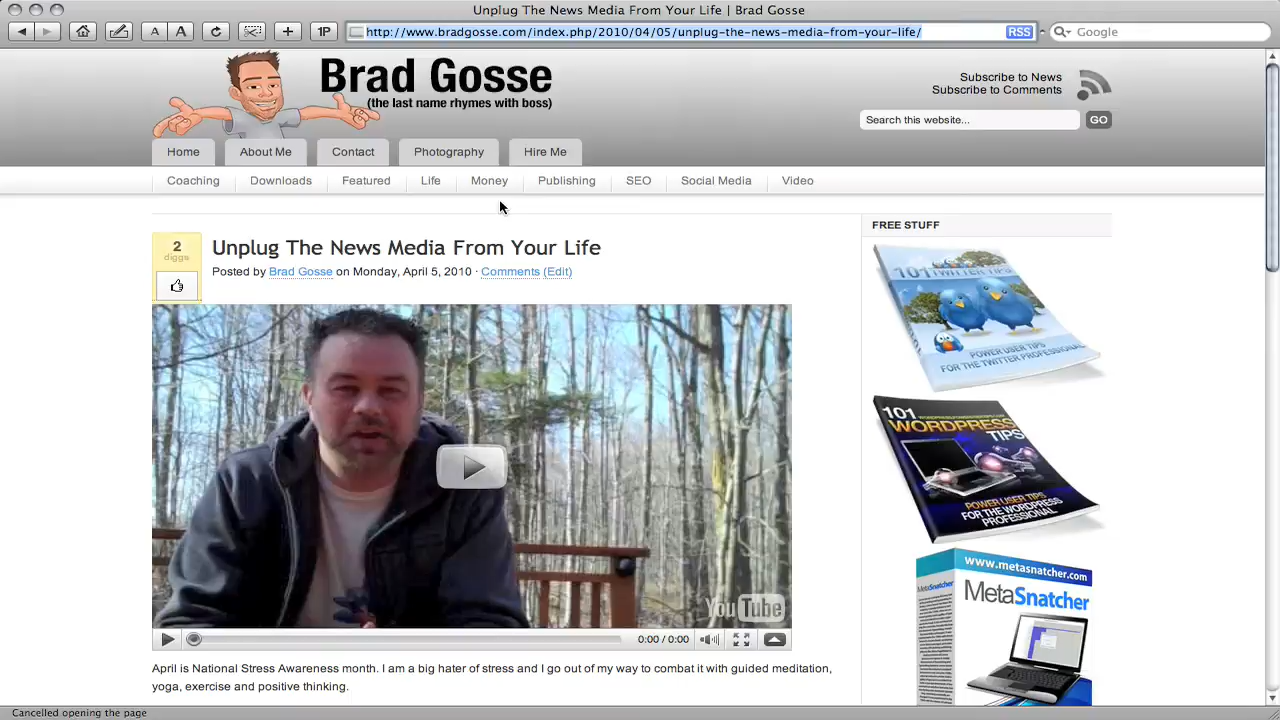 Unplug The News Media From Your Life | Brad Gosse
A A 1P http://www.bradgosse.com/index.php/2010/04/05/unplug-the-news-media-from-your-life/ RSS Google
Brad Gosse
(the last name rhymes with boss)
Subscribe to News
Subscribe to Comments
Search this website... GO
Home About Me Contact Photography Hire Me
Coaching Downloads Featured Life Money Publishing SEO Social Media Video
2
diggs
Unplug The News Media From Your Life
Posted by Brad Gosse on Monday, April 5, 2010 · Comments (Edit)
YouTube
0:00 / 0:00
April is National Stress Awareness month. I am a big hater of stress and I go out of my way to combat it with guided meditation,
yoga, exercise and positive thinking.
FREE STUFF
101 TWITTER TIPS
POWER USER TIPS
FOR THE TWITTER PROFESSIONAL
101
WORDPRESS
TIPS
POWER USER TIPS
FOR THE WORDPRESS
PROFESSIONAL
www.metasnatcher.com
MetaSnatcher
MetaSnatcher
Cancelled opening the page